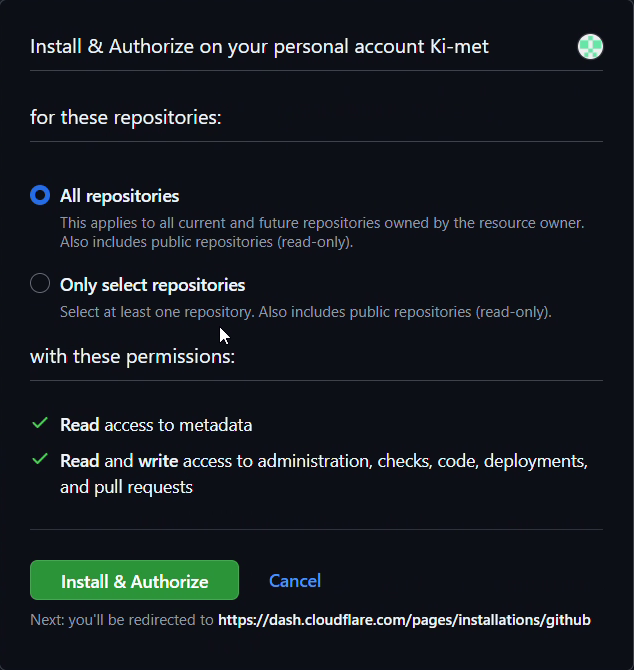 Install & Authorize on your personal account Ki-met
for these repositories:
All repositories
This applies to all current and future repositories owned by the resource owner.
Also includes public repositories (read-only).
Only select repositories
Select at least one repository. Also includes public repositories (read-only).
with these permissions:
Read access to metadata
Read and write access to administration, checks, code, deployments,
and pull requests
Install & Authorize
Cancel
Next: you'll be redirected to https://dash.cloudflare.com/pages/installations/github